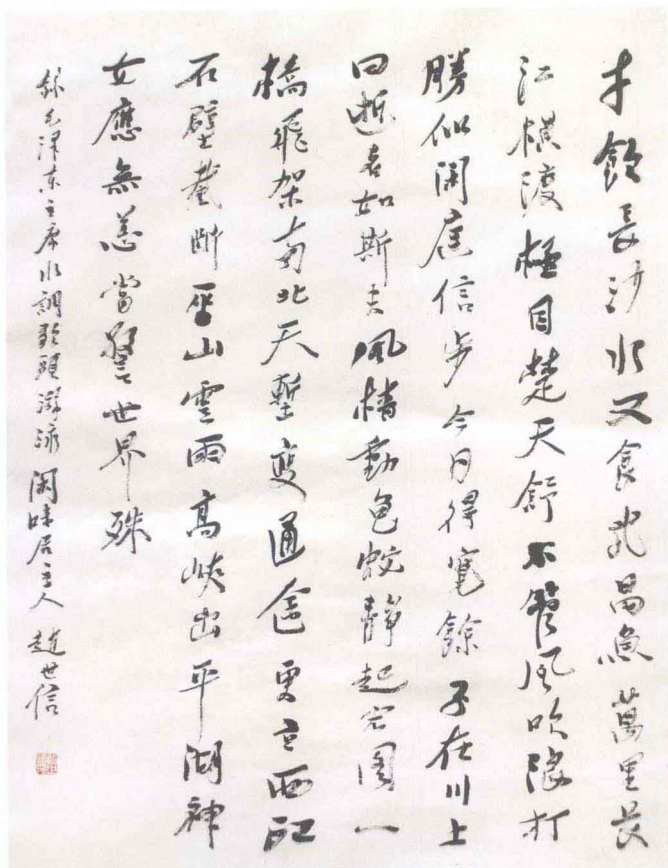 才飲長沙水又食武昌魚萬里長
江橫渡極目楚天舒不管風吹浪打
勝似閑庭信步今日得寬餘子在川上
曰逝者如斯夫風檣動龜蛇靜起宏圖一
橋飛架南北天塹變通途更立西江
石壁截斷巫山雲雨高峽出平湖神
女應無恙當驚世界殊
錄毛澤東主席水調歌頭游泳 閑味居主人 趙世信